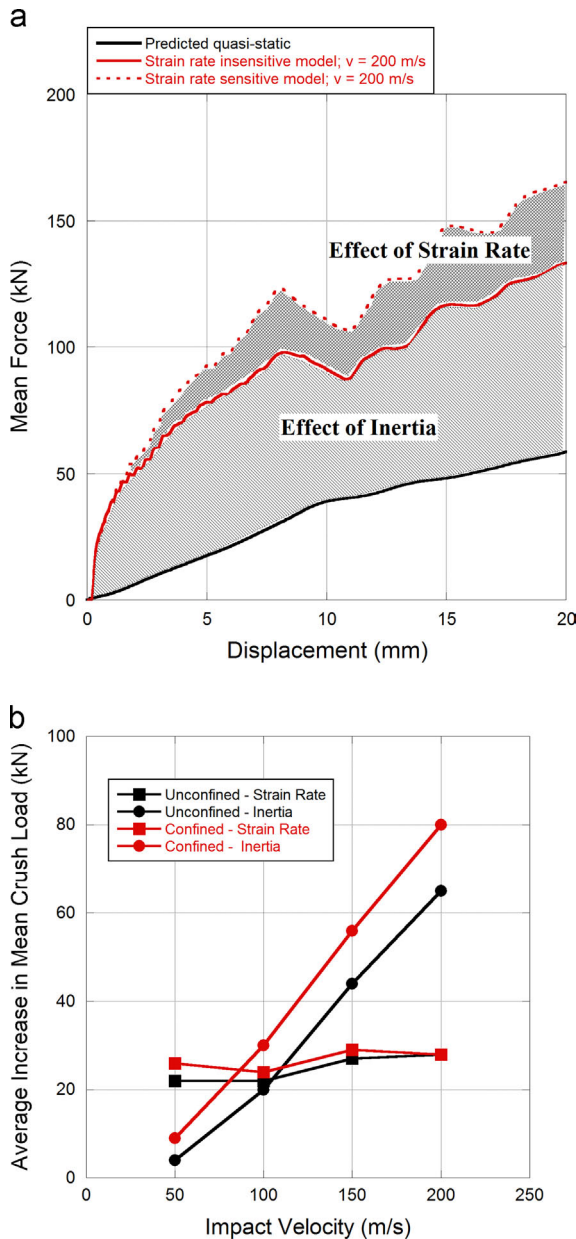 a
Predicted quasi-static
Strain rate insensitive model; v = 200 m/s
Strain rate sensitive model; v = 200 m/s
200
150
100
50
0
Mean Force (kN)
Effect of Strain Rate
Effect of Inertia
0 5 10 15 20
Displacement (mm)
b
100
80
60
40
20
0
Average Increase in Mean Crush Load (kN)
Unconfined - Strain Rate
Unconfined - Inertia
Confined - Strain Rate
Confined - Inertia
0 50 100 150 200 250
Impact Velocity (m/s)